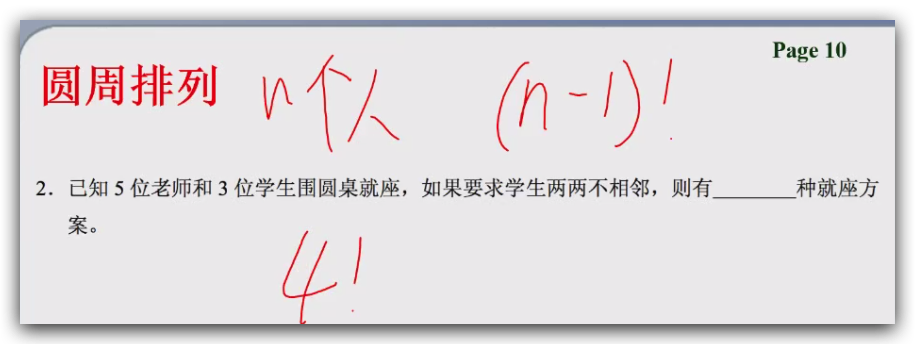 Page 10
圆周排列 n个人 (n-1)!
2．已知 5 位老师和 3 位学生围圆桌就座，如果要求学生两两不相邻，则有________种就座方
案。
4!